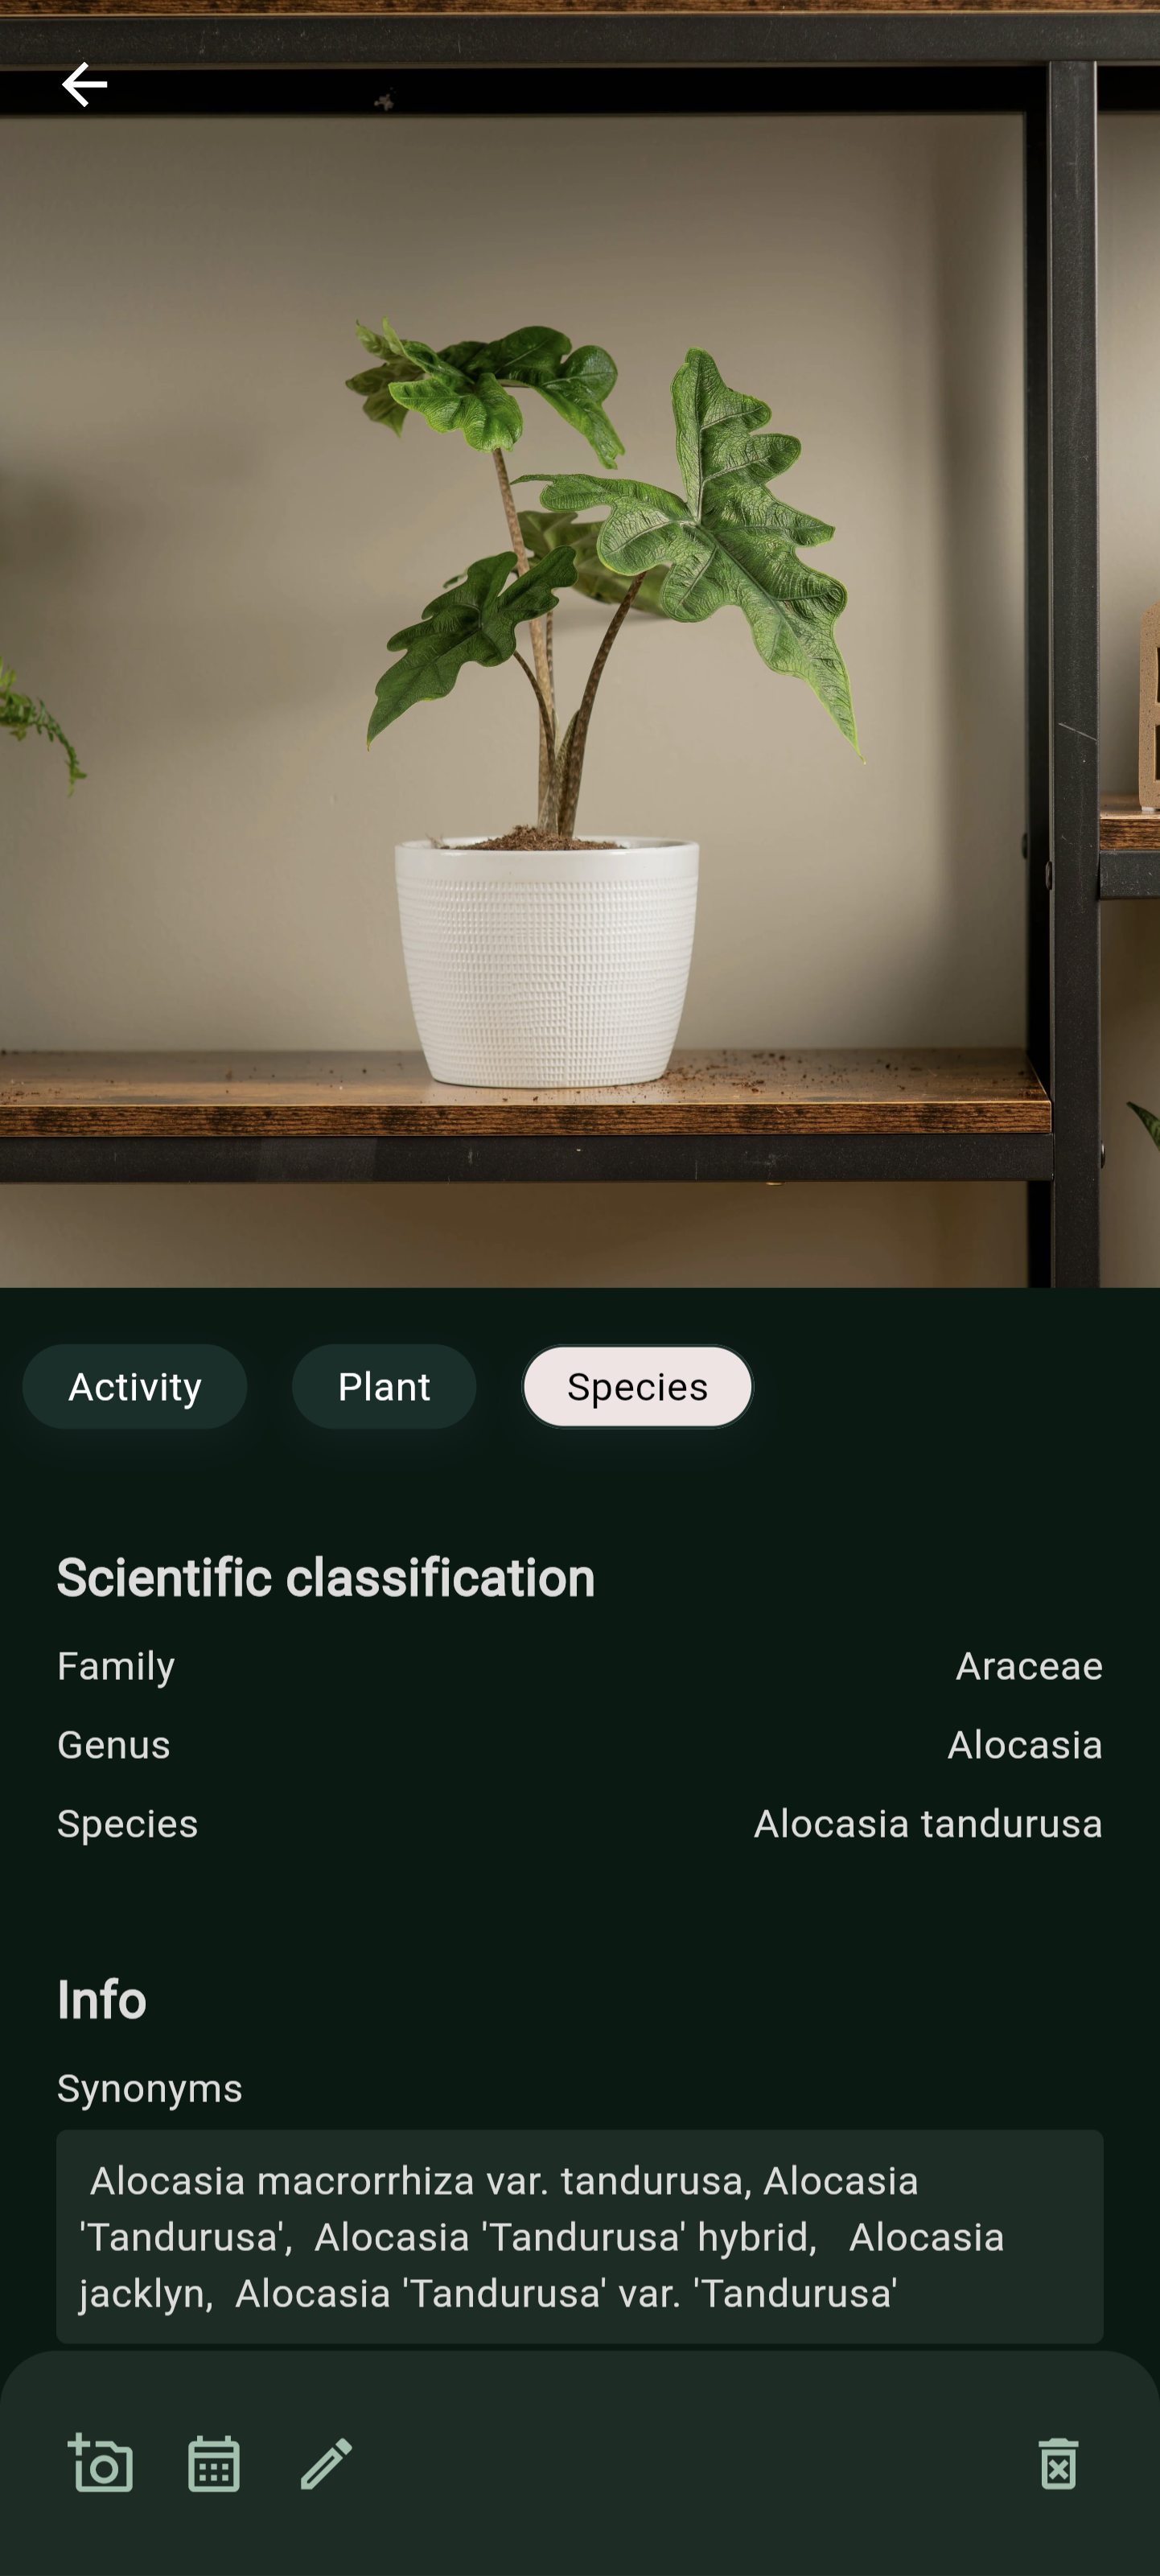 Activity
Plant
Species
Scientific classification
Family Araceae
Genus Alocasia
Species Alocasia tandurusa
Info
Synonyms
Alocasia macrorrhiza var. tandurusa, Alocasia
'Tandurusa', Alocasia 'Tandurusa' hybrid, Alocasia
jacklyn, Alocasia 'Tandurusa' var. 'Tandurusa'